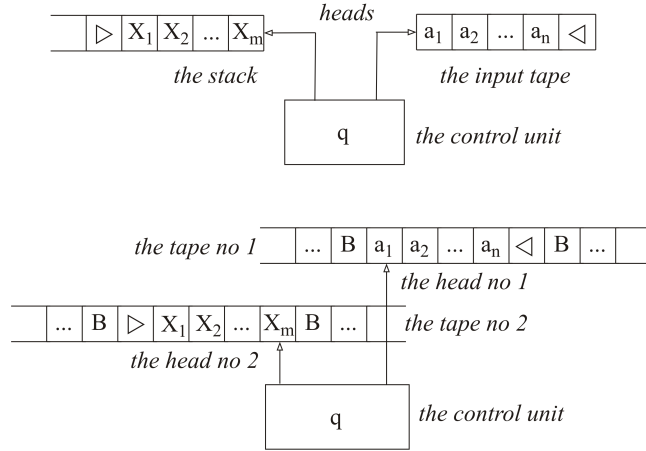 heads
▷ X₁ X₂ ... Xₘ
a₁ a₂ ... aₙ ◁
the stack
the input tape
q
the control unit
the tape no 1
... B a₁ a₂ ... aₙ ◁ B ...
the head no 1
... B ▷ X₁ X₂ ... Xₘ B ...
the tape no 2
the head no 2
q
the control unit